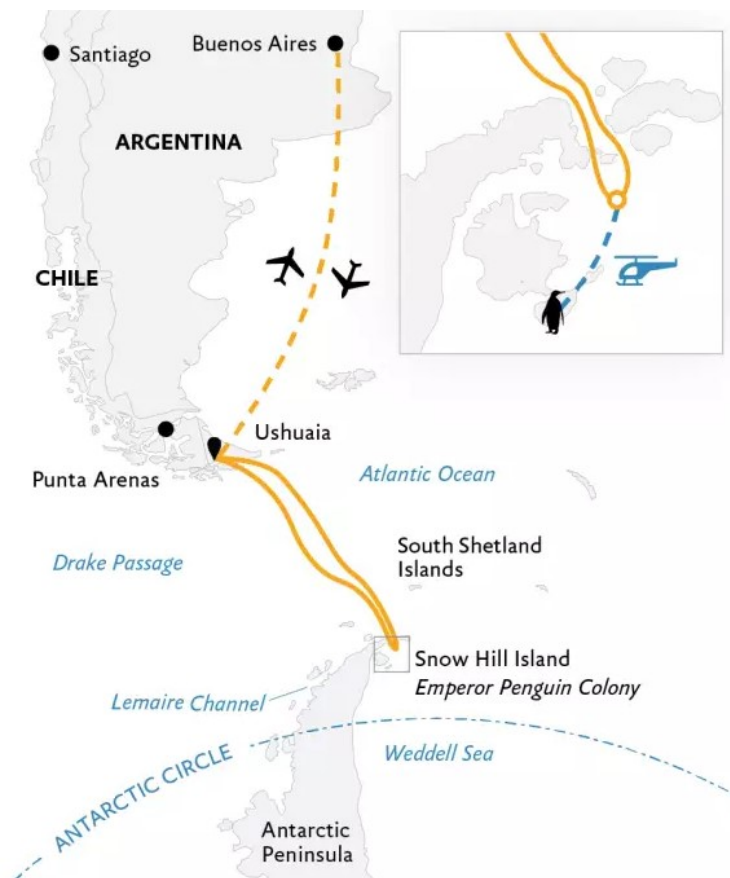 Santiago
Buenos Aires
ARGENTINA
CHILE
Ushuaia
Punta Arenas
Atlantic Ocean
South Shetland
Islands
Drake Passage
Snow Hill Island
Emperor Penguin Colony
Lemaire Channel
Weddell Sea
ANTARCTIC CIRCLE
Antarctic
Peninsula